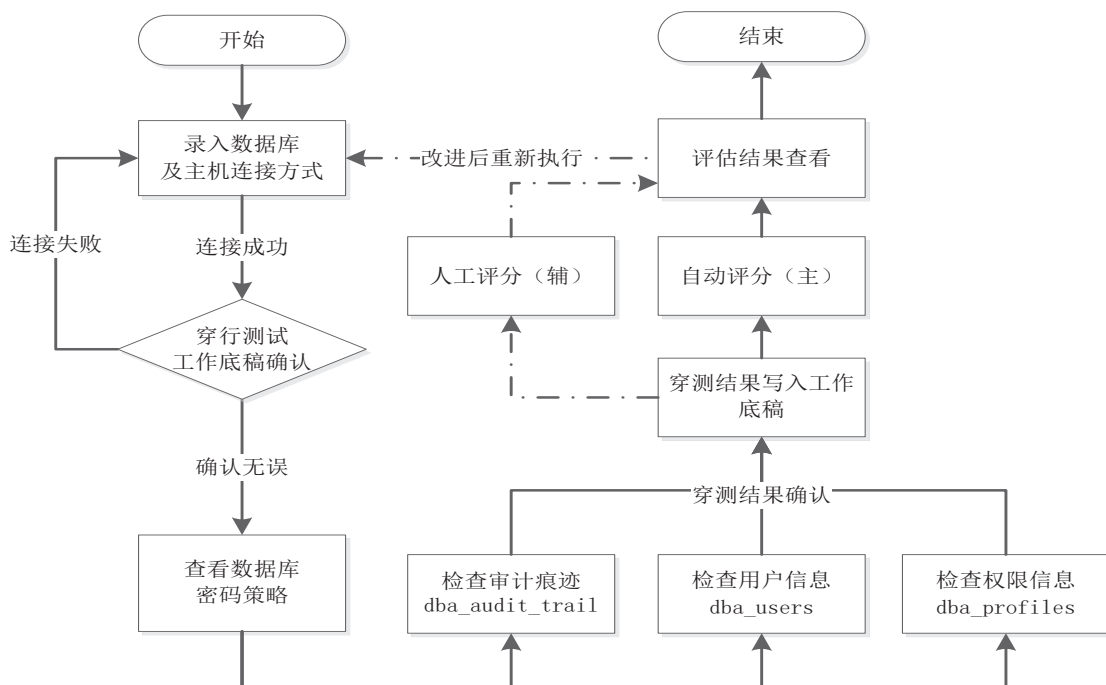 开始
结束
录入数据库
及主机连接方式
改进后重新执行
评估结果查看
连接失败
连接成功
人工评分（辅）
自动评分（主）
穿行测试
工作底稿确认
穿测结果写入工作
底稿
确认无误
穿测结果确认
查看数据库
密码策略
检查审计痕迹
dba_audit_trail
检查用户信息
dba_users
检查权限信息
dba_profiles